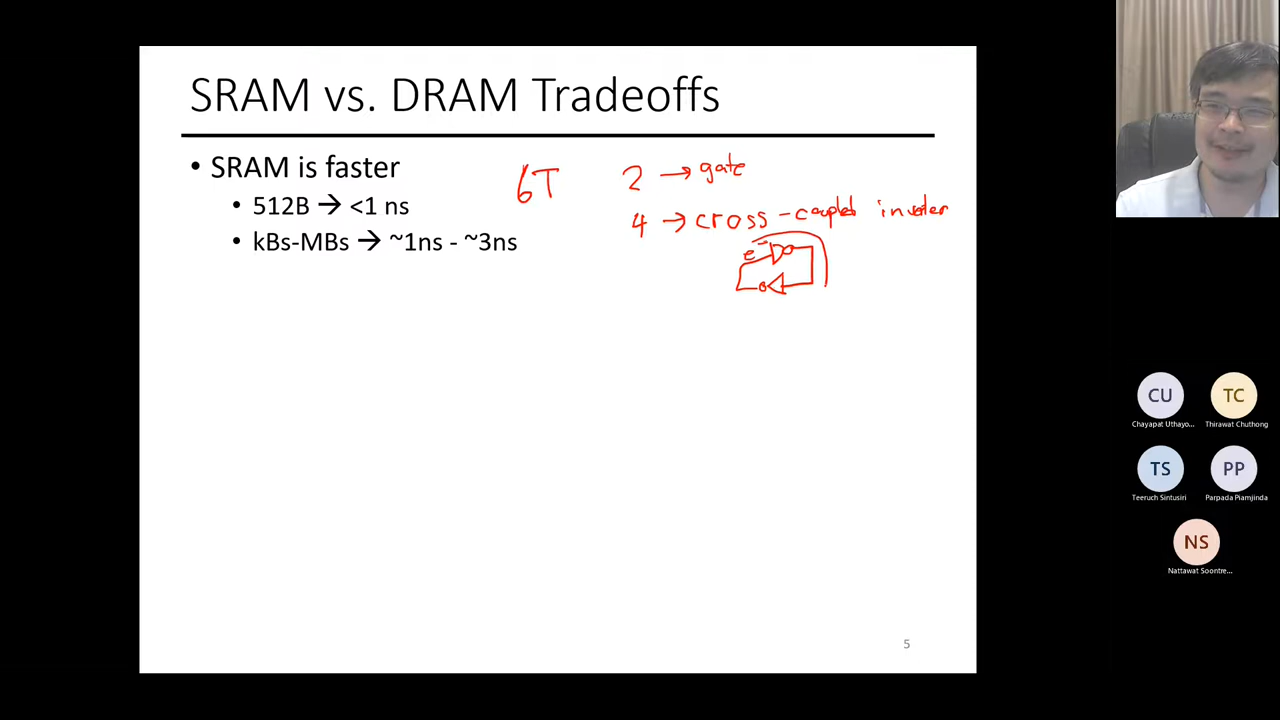 SRAM vs. DRAM Tradeoffs
• SRAM is faster
• 512B → <1 ns
• kBs-MBs → ~1ns - ~3ns
6T 2 → gate
4 → cross-coupled inverter
e⁻
5
CU
Chayapat Uthayo...
TC
Thirawat Chuthong
TS
Teeruch Sintusiri
PP
Parpada Piamjinda
NS
Nattawat Soontre...